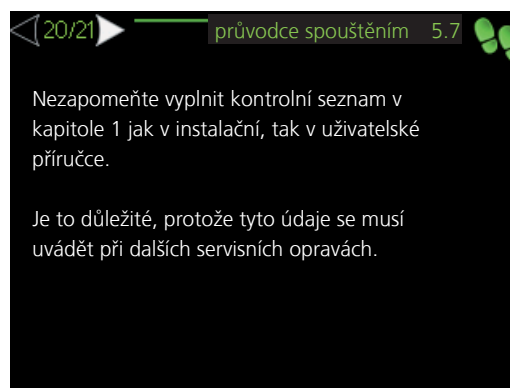 20/21 průvodce spouštěním 5.7
Nezapomeňte vyplnit kontrolní seznam v
kapitole 1 jak v instalační, tak v uživatelské
příručce.
Je to důležité, protože tyto údaje se musí
uvádět při dalších servisních opravách.